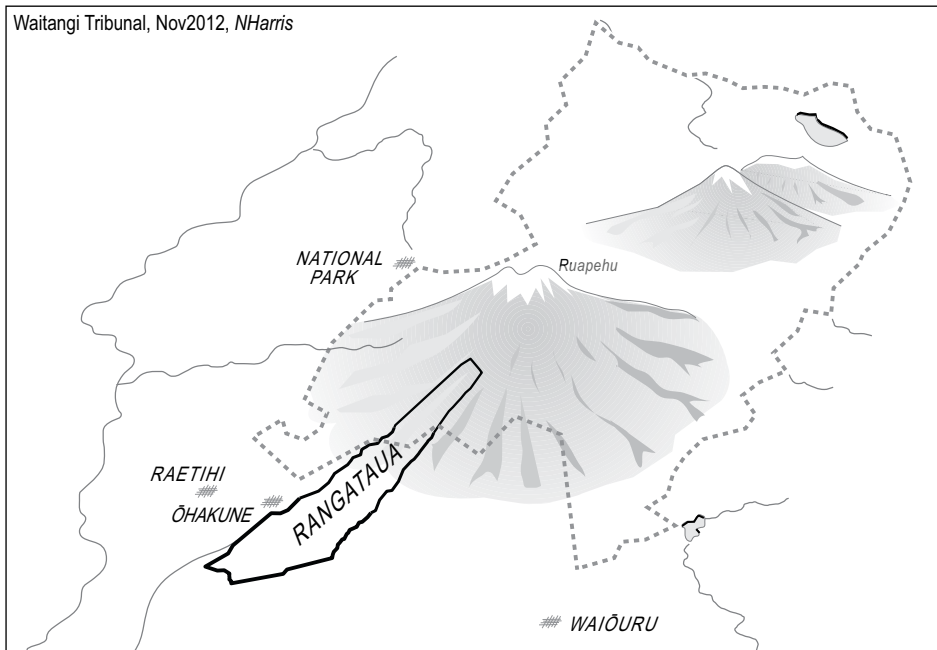 Waitangi Tribunal, Nov2012, NHarris
Ruapehu
NATIONAL
PARK
RANGATAUA
RAETIHI
ŌHAKUNE
WAIŌURU